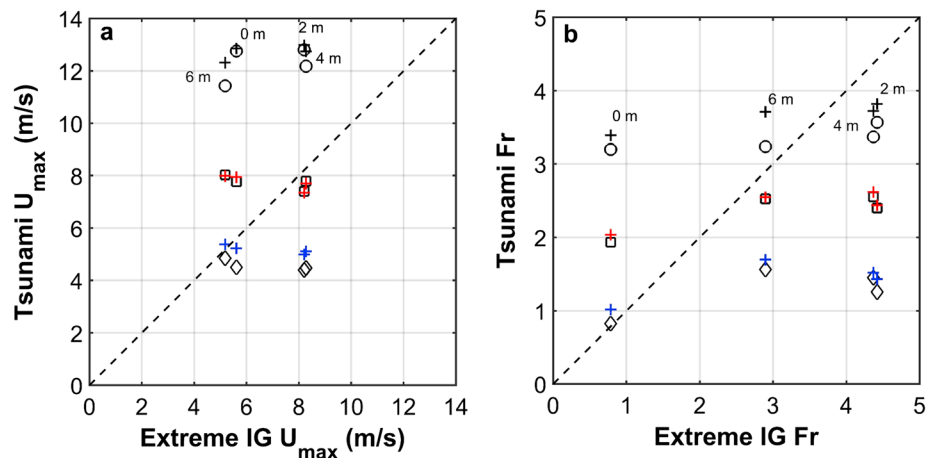 a
0 m
2 m
4 m
6 m
14
12
10
8
6
4
2
0
0 2 4 6 8 10 12 14
Tsunami Umax (m/s)
Extreme IG Umax (m/s)
b
0 m
6 m
2 m
4 m
5
4
3
2
1
0
0 1 2 3 4 5
Tsunami Fr
Extreme IG Fr